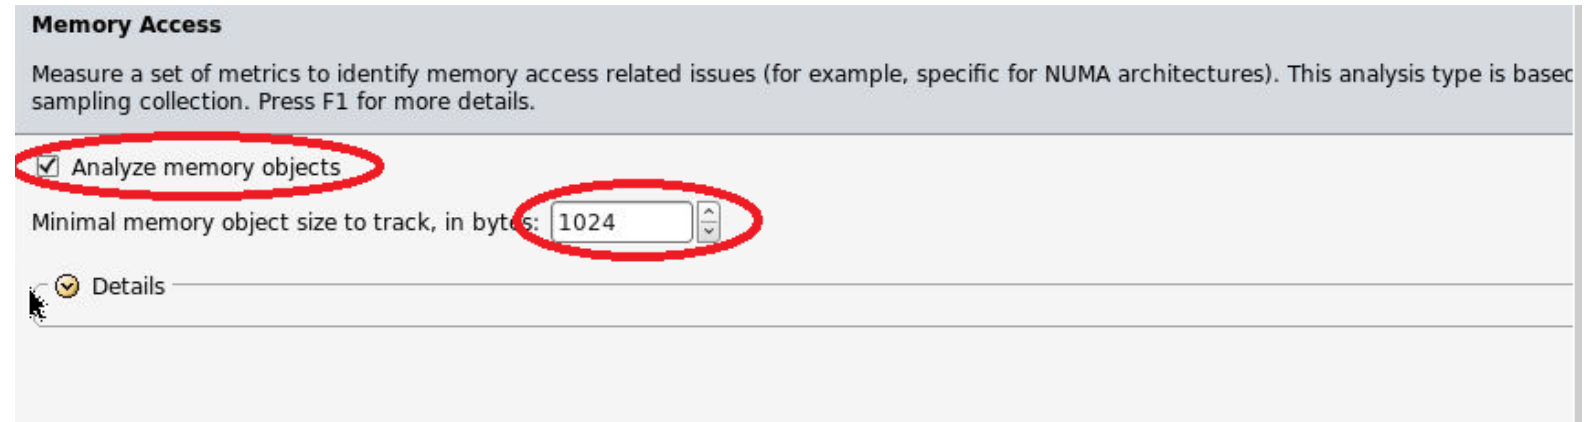 Memory Access
Measure a set of metrics to identify memory access related issues (for example, specific for NUMA architectures). This analysis type is based
sampling collection. Press F1 for more details.
Analyze memory objects
Minimal memory object size to track, in bytes: 1024
Details